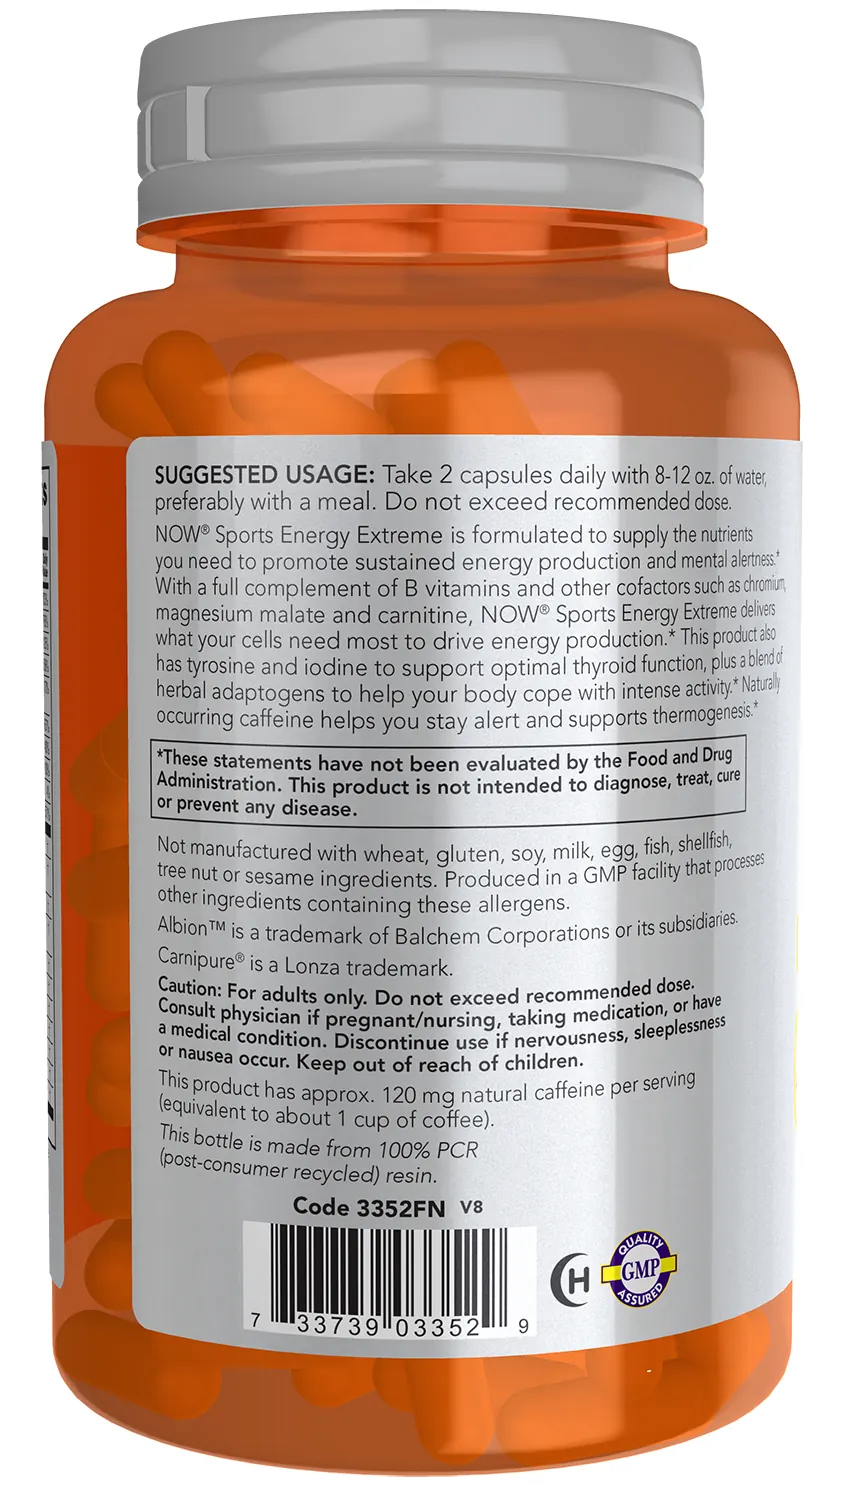 SUGGESTED USAGE: Take 2 capsules daily with 8-12 oz. of water,
preferably with a meal. Do not exceed recommended dose.
NOW® Sports Energy Extreme is formulated to supply the nutrients
you need to promote sustained energy production and mental alertness.*
With a full complement of B vitamins and other cofactors such as chromium,
magnesium malate and carnitine, NOW® Sports Energy Extreme delivers
what your cells need most to drive energy production.* This product also
has tyrosine and iodine to support optimal thyroid function, plus a blend of
herbal adaptogens to help your body cope with intense activity.* Naturally
occurring caffeine helps you stay alert and supports thermogenesis.*
*These statements have not been evaluated by the Food and Drug
Administration. This product is not intended to diagnose, treat, cure
or prevent any disease.
Not manufactured with wheat, gluten, soy, milk, egg, fish, shellfish,
tree nut or sesame ingredients. Produced in a GMP facility that processes
other ingredients containing these allergens.
Albion™ is a trademark of Balchem Corporations or its subsidiaries.
Carnipure® is a Lonza trademark.
Caution: For adults only. Do not exceed recommended dose.
Consult physician if pregnant/nursing, taking medication, or have
a medical condition. Discontinue use if nervousness, sleeplessness
or nausea occur. Keep out of reach of children.
This product has approx. 120 mg natural caffeine per serving
(equivalent to about 1 cup of coffee).
This bottle is made from 100% PCR
(post-consumer recycled) resin.
Code 3352FN V8
7 33739 03352 9
H
QUALITY
GMP
ASSURED